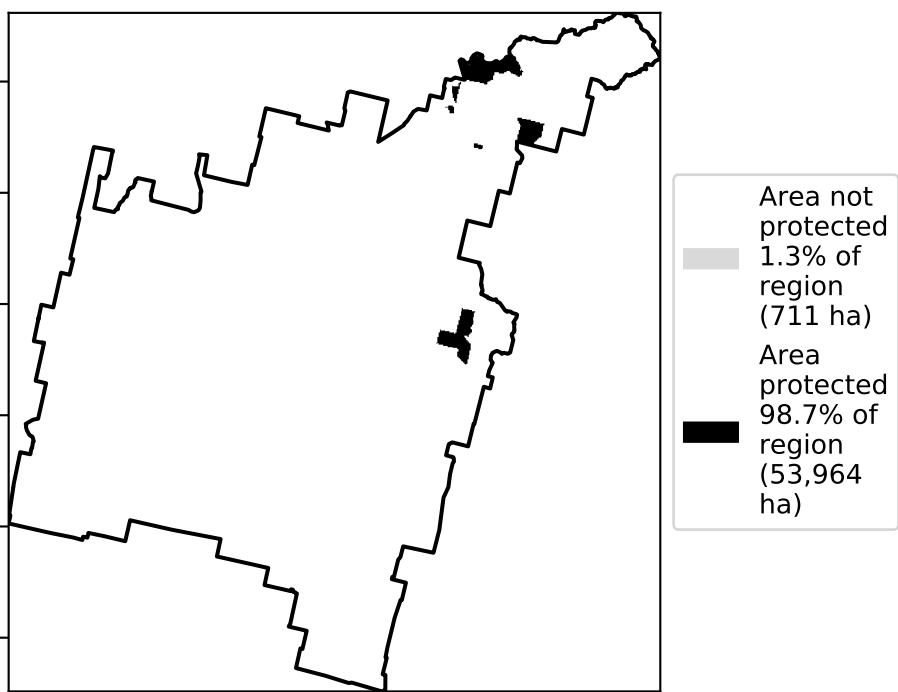 Area not
protected
1.3% of
region
(711 ha)
Area
protected
98.7% of
region
(53,964
ha)